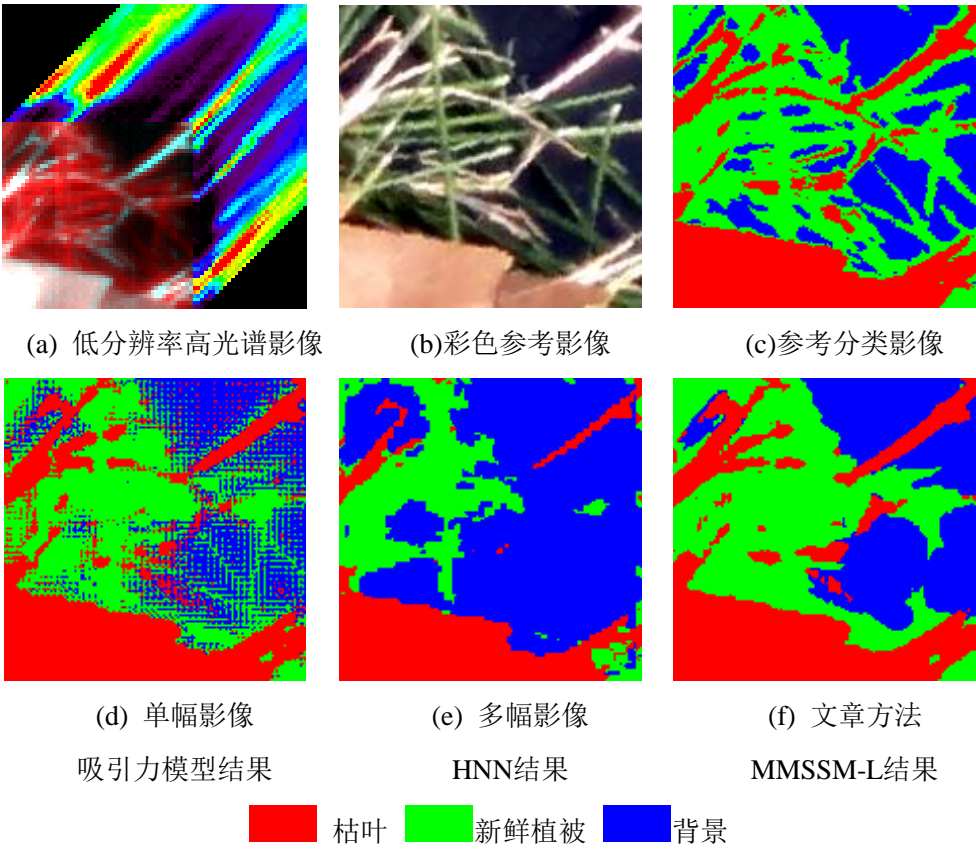 (a) 低分辨率高光谱影像
(b)彩色参考影像
(c)参考分类影像
(d) 单幅影像
吸引力模型结果
(e) 多幅影像
HNN结果
(f) 文章方法
MMSSM-L结果
枯叶
新鲜植被
背景